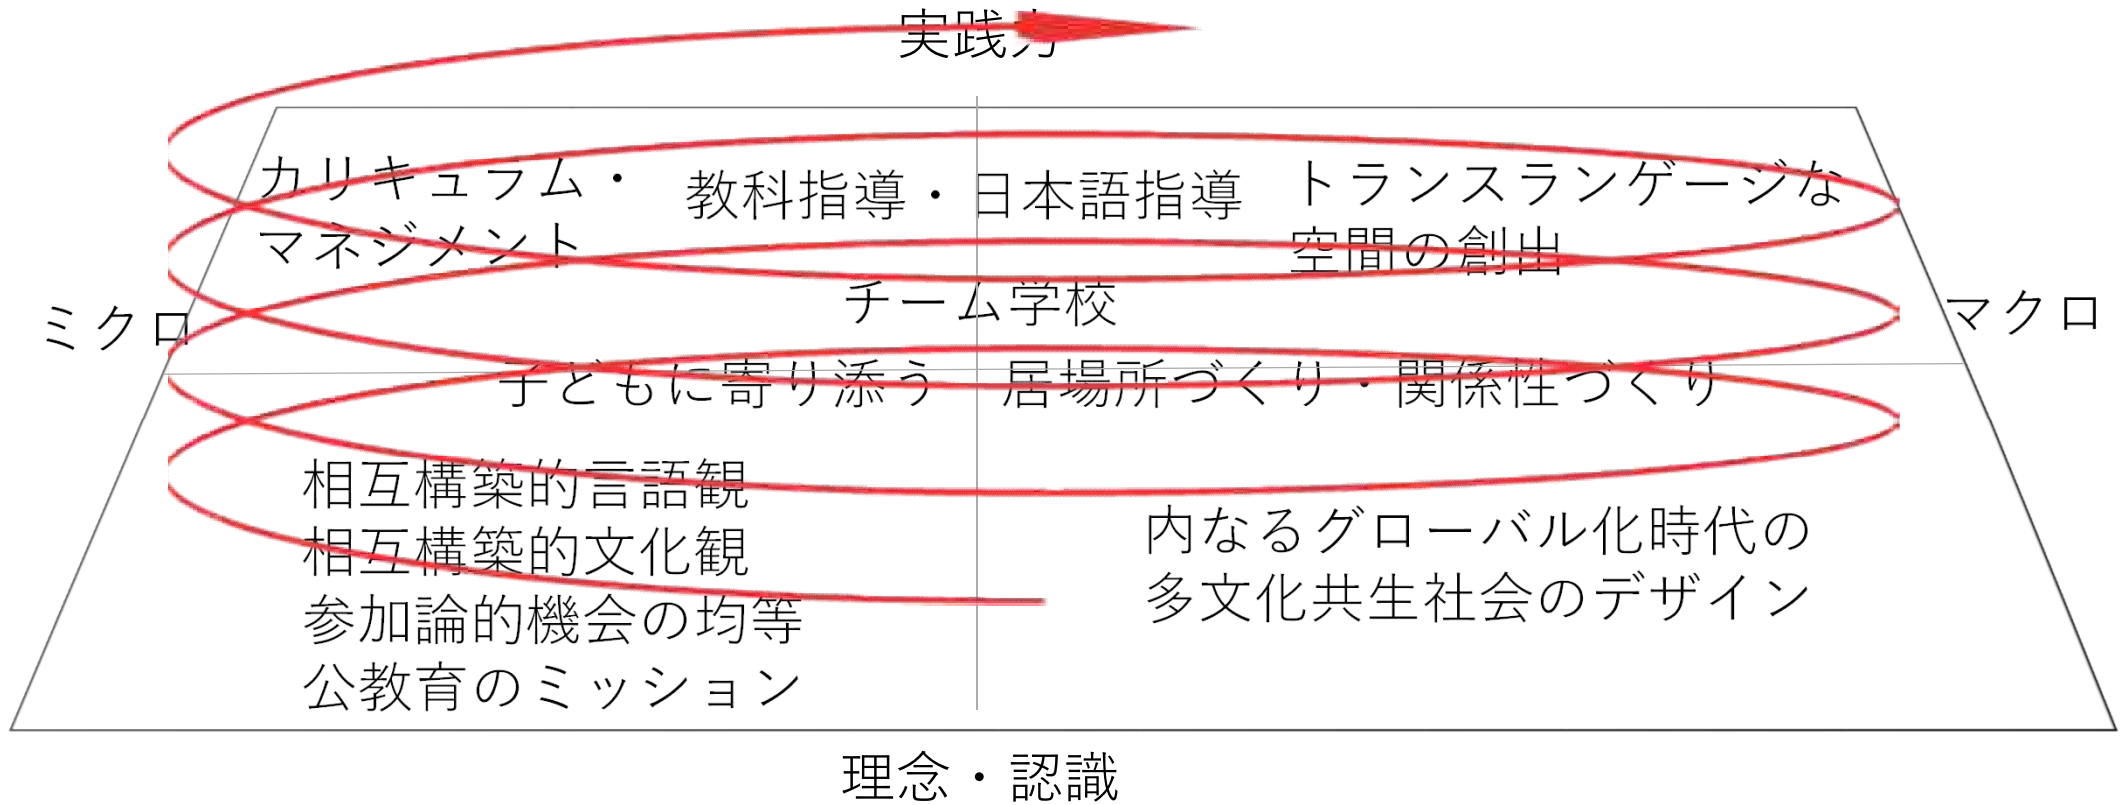 実践力
カリキュラム・
マネジメント
教科指導・日本語指導
トランスランゲージな
空間の創出
チーム学校
ミクロ
マクロ
子どもに寄り添う 居場所づくり・関係性づくり
相互構築的言語観
相互構築的文化観
参加論的機会の均等
公教育のミッション
内なるグローバル化時代の
多文化共生社会のデザイン
理念・認識